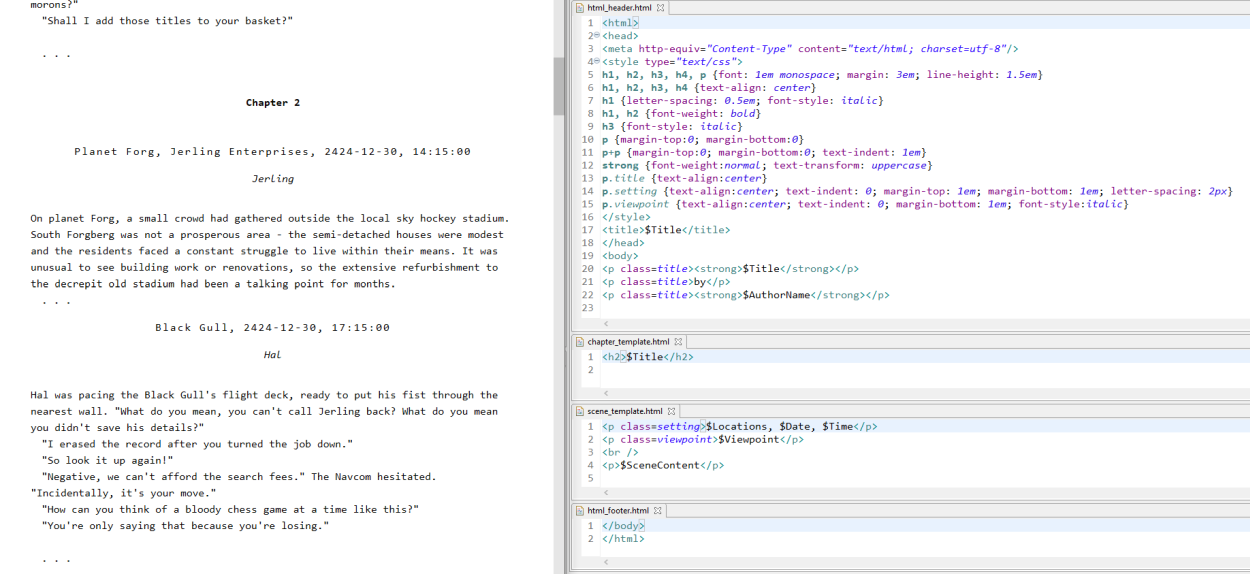 morons?"
"Shall I add those titles to your basket?"
. . .
Chapter 2
Planet Forg, Jerling Enterprises, 2424-12-30, 14:15:00
Jerling
On planet Forg, a small crowd had gathered outside the local sky hockey stadium.
South Forgberg was not a prosperous area - the semi-detached houses were modest
and the residents faced a constant struggle to live within their means. It was
unusual to see building work or renovations, so the extensive refurbishment to
the decrepit old stadium had been a talking point for months.
. . .
Black Gull, 2424-12-30, 17:15:00
Hal
Hal was pacing the Black Gull's flight deck, ready to put his fist through the
nearest wall. "What do you mean, you can't call Jerling back? What do you mean
you didn't save his details?"
"I erased the record after you turned the job down."
"So look it up again!"
"Negative, we can't afford the search fees." The Navcom hesitated.
"Incidentally, it's your move."
"How can you think of a bloody chess game at a time like this?"
"You're only saying that because you're losing."
. . .
html_header.html
1 <html>
2 <head>
3 <meta http-equiv="Content-Type" content="text/html; charset=utf-8"/>
4 <style type="text/css">
5 h1, h2, h3, h4, p {font: 1em monospace; margin: 3em; line-height: 1.5em}
6 h1, h2, h3, h4 {text-align: center}
7 h1 {letter-spacing: 0.5em; font-style: italic}
8 h1, h2 {font-weight: bold}
9 h3 {font-style: italic}
10 p {margin-top:0; margin-bottom:0}
11 p+p {margin-top:0; margin-bottom:0; text-indent: 1em}
12 strong {font-weight:normal; text-transform: uppercase}
13 p.title {text-align:center}
14 p.setting {text-align:center; text-indent: 0; margin-top: 1em; margin-bottom: 1em; letter-spacing: 2px}
15 p.viewpoint {text-align:center; text-indent: 0; margin-bottom: 1em; font-style:italic}
16 </style>
17 <title>$Title</title>
18 </head>
19 <body>
20 <p class=title><strong>$Title</strong></p>
21 <p class=title>by</p>
22 <p class=title><strong>$AuthorName</strong></p>
23
chapter_template.html
1 <h2>$Title</h2>
2
scene_template.html
1 <p class=setting>$Locations, $Date, $Time</p>
2 <p class=viewpoint>$Viewpoint</p>
3 <br />
4 <p>$SceneContent</p>
5
html_footer.html
1 </body>
2 </html>